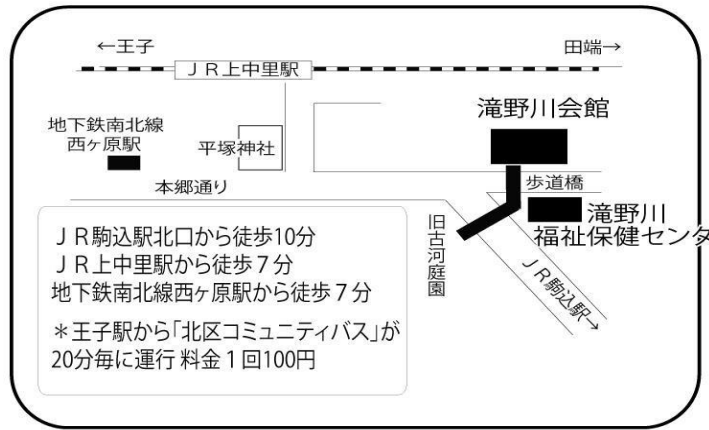 ←王子
田端→
ＪＲ上中里駅
滝野川会館
地下鉄南北線
西ヶ原駅
平塚神社
歩道橋
本郷通り
滝野川
福祉保健センタ
旧古河庭園
ＪＲ駒込駅→
ＪＲ駒込駅北口から徒歩10分
ＪＲ上中里駅から徒歩７分
地下鉄南北線西ヶ原駅から徒歩７分
＊王子駅から「北区コミュニティバス」が
20分毎に運行 料金１回100円